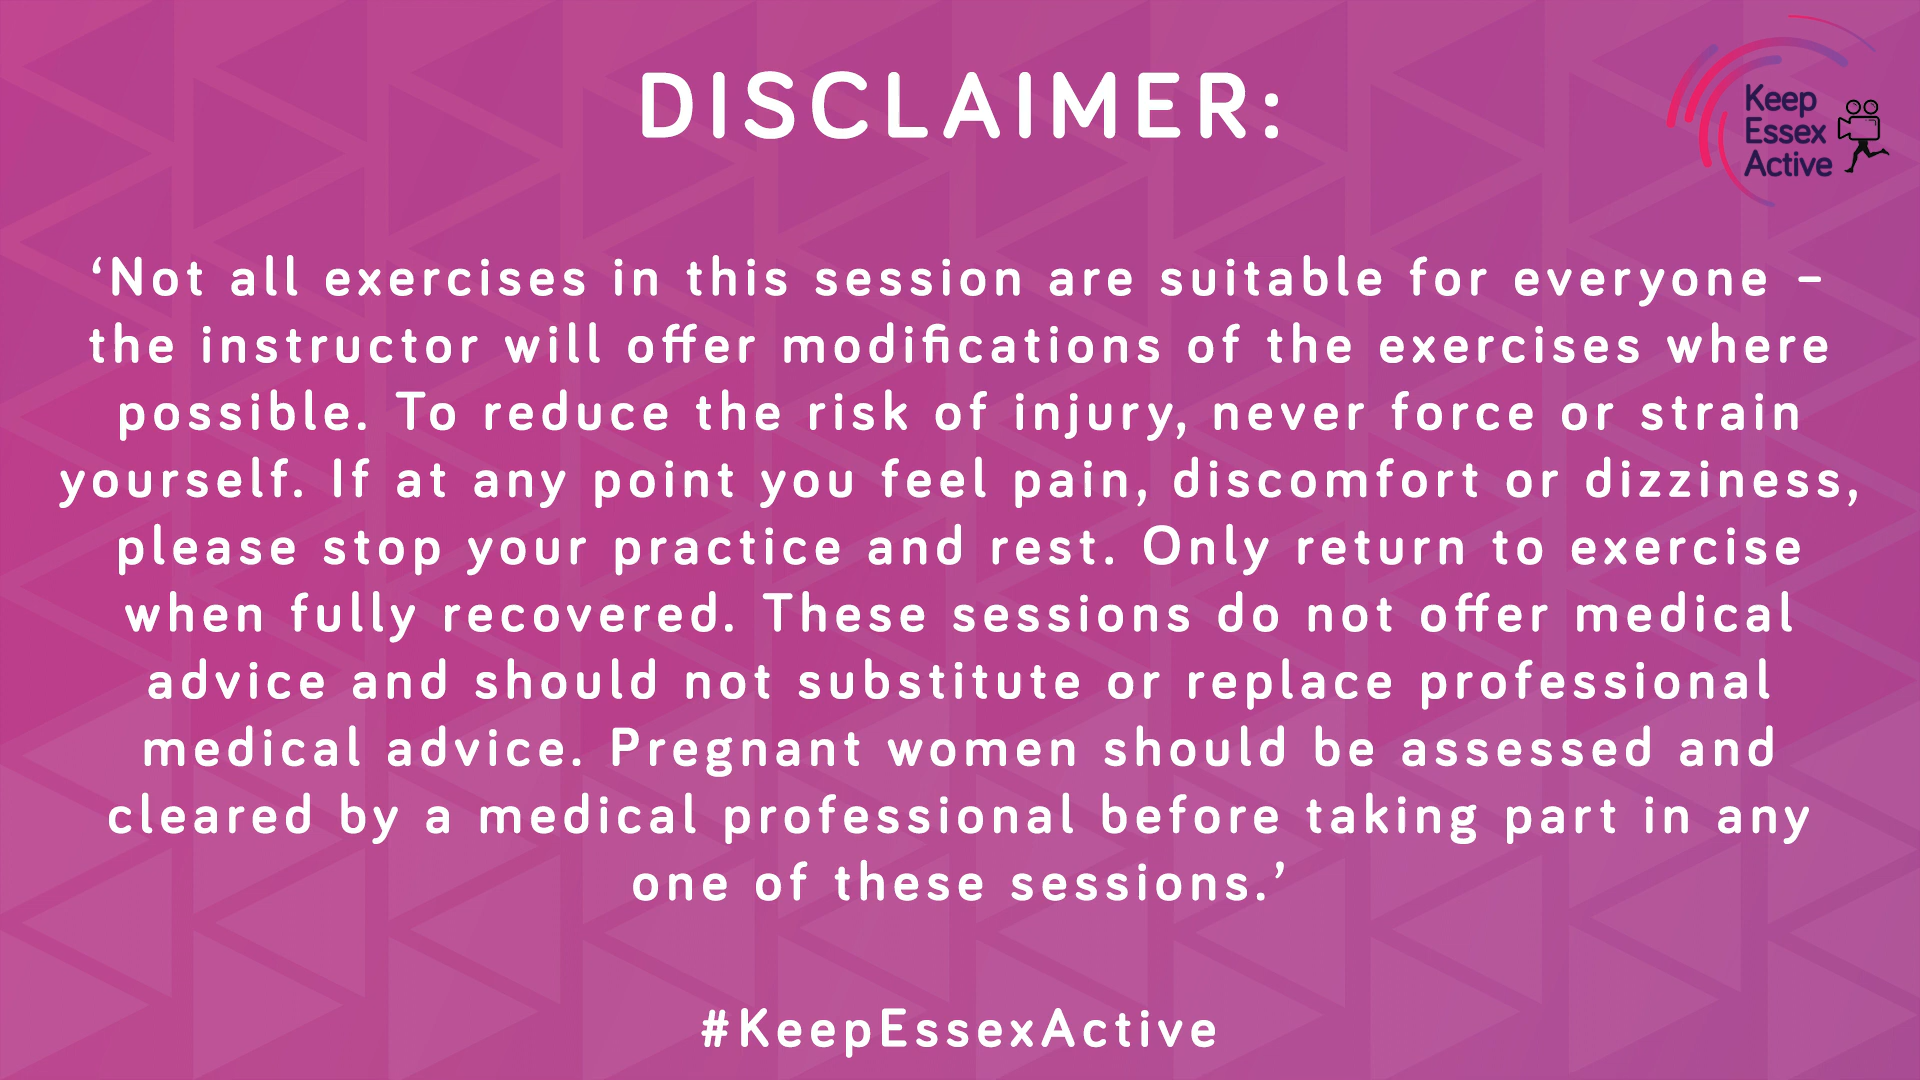 DISCLAIMER:
Keep
Essex
Active
‘Not all exercises in this session are suitable for everyone –
the instructor will offer modifications of the exercises where
possible. To reduce the risk of injury, never force or strain
yourself. If at any point you feel pain, discomfort or dizziness,
please stop your practice and rest. Only return to exercise
when fully recovered. These sessions do not offer medical
advice and should not substitute or replace professional
medical advice. Pregnant women should be assessed and
cleared by a medical professional before taking part in any
one of these sessions.’
#KeepEssexActive